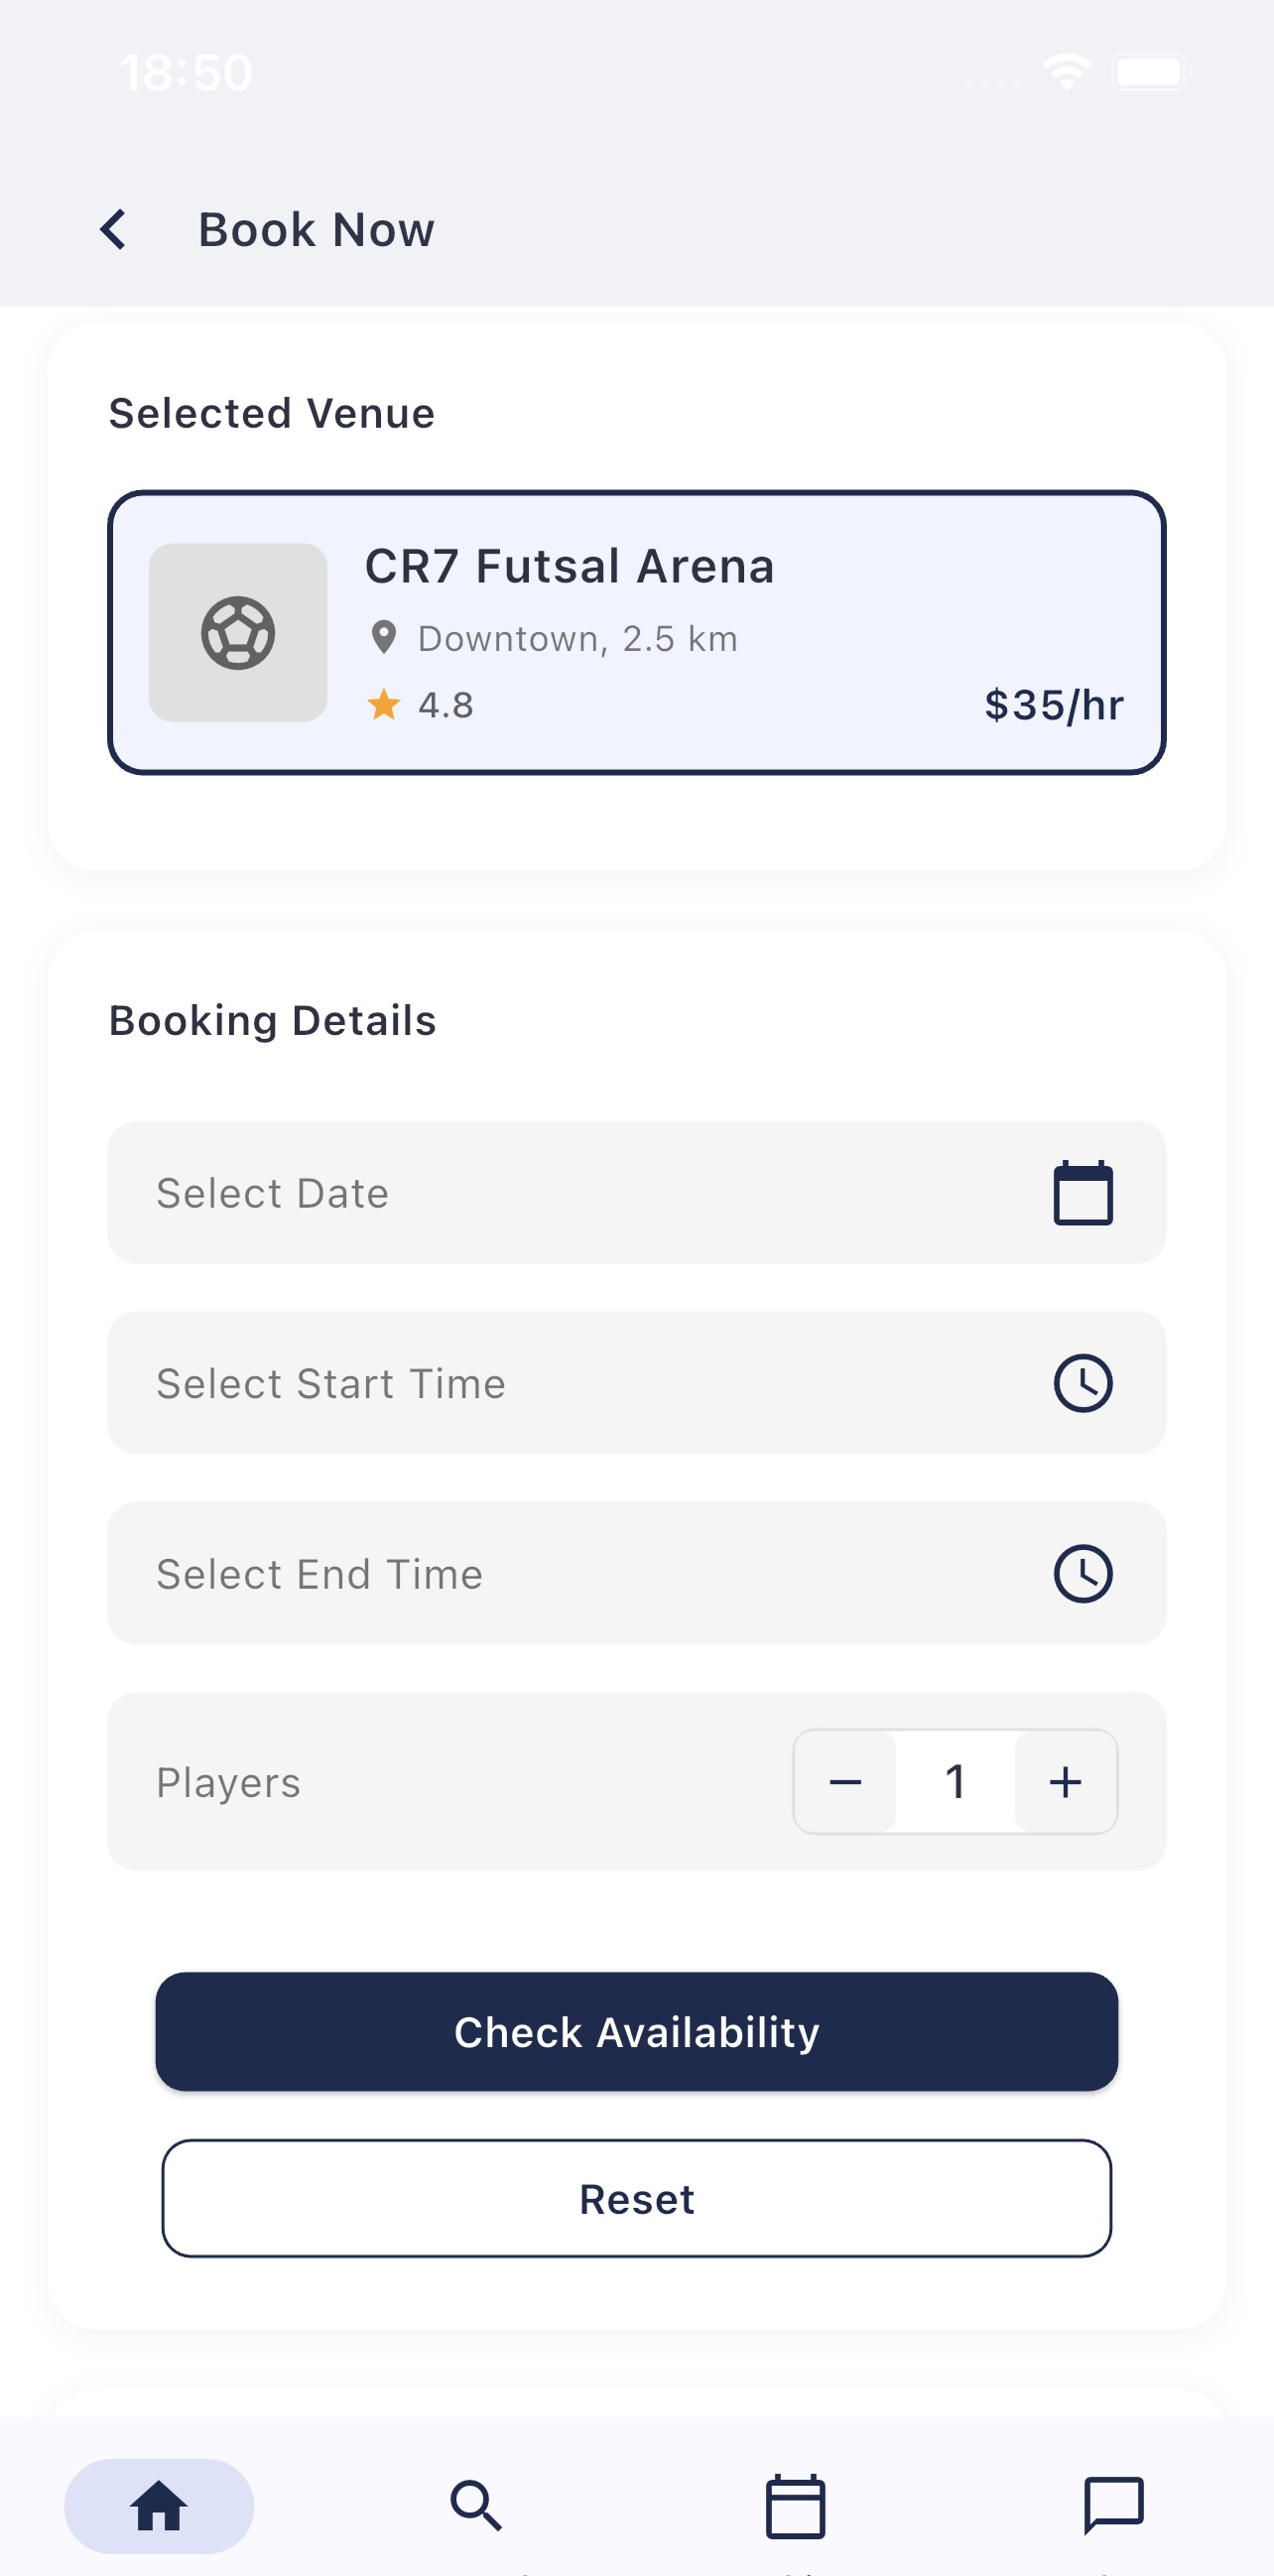 18:50
Book Now
Selected Venue
CR7 Futsal Arena
Downtown, 2.5 km
4.8
$35/hr
Booking Details
Select Date
Select Start Time
Select End Time
Players
1
Check Availability
Reset